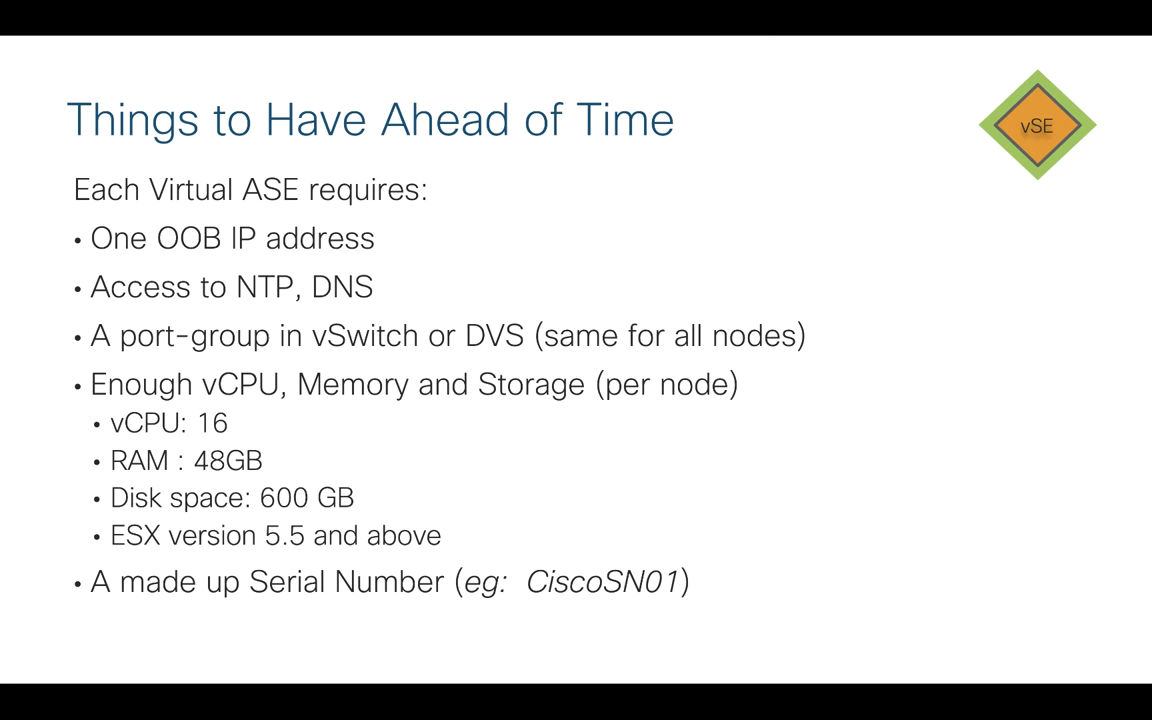 Things to Have Ahead of Time
vSE
Each Virtual ASE requires:
• One OOB IP address
• Access to NTP, DNS
• A port-group in vSwitch or DVS (same for all nodes)
• Enough vCPU, Memory and Storage (per node)
• vCPU: 16
• RAM : 48GB
• Disk space: 600 GB
• ESX version 5.5 and above
• A made up Serial Number (eg:  CiscoSN01)